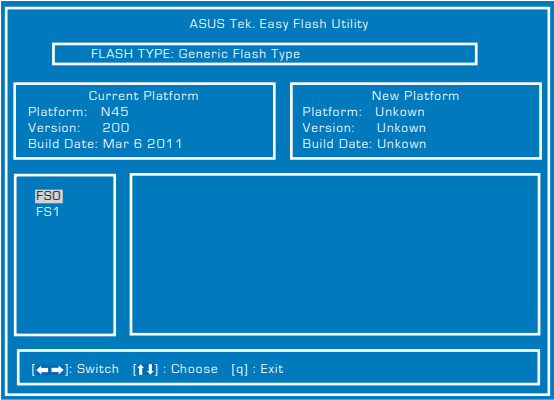 ASUS Tek. Easy Flash Utility
FLASH TYPE: Generic Flash Type
Current Platform
Platform: N45
Version: 200
Build Date: Mar 6 2011
New Platform
Platform: Unkown
Version: Unkown
Build Date: Unkown
FS0
FS1
[←→]: Switch [↑↓] : Choose [q] : Exit